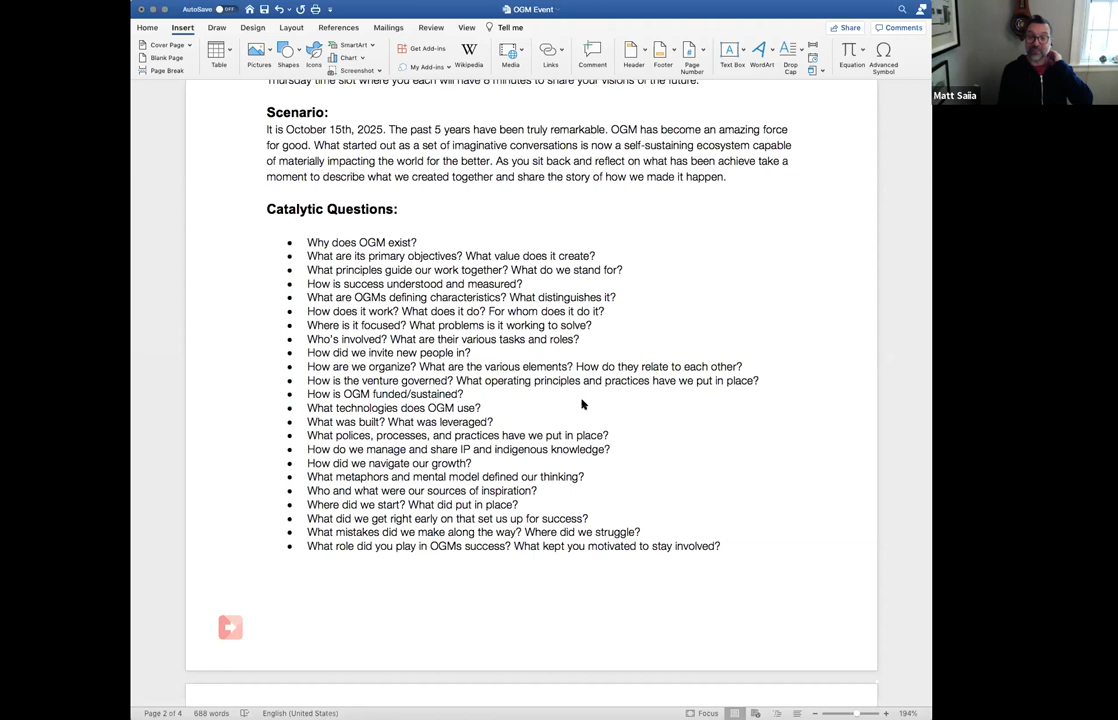 AutoSave OFF
OGM Event
Home Insert Draw Design Layout References Mailings Review View Tell me
Share Comments
Cover Page
Blank Page
Page Break
Table
Pictures
Shapes
Icons
SmartArt
Chart
Screenshot
Get Add-ins
My Add-ins
Wikipedia
Media
Links
Comment
Header
Footer
Page Number
Text Box
WordArt
Drop Cap
Equation
Advanced Symbol
Matt Saiia
Thursday time slot where you each will have 8 minutes to share your visions of the future.
Scenario:
It is October 15th, 2025. The past 5 years have been truly remarkable. OGM has become an amazing force
for good. What started out as a set of imaginative conversations is now a self-sustaining ecosystem capable
of materially impacting the world for the better. As you sit back and reflect on what has been achieve take a
moment to describe what we created together and share the story of how we made it happen.
Catalytic Questions:
• Why does OGM exist?
• What are its primary objectives? What value does it create?
• What principles guide our work together? What do we stand for?
• How is success understood and measured?
• What are OGMs defining characteristics? What distinguishes it?
• How does it work? What does it do? For whom does it do it?
• Where is it focused? What problems is it working to solve?
• Who's involved? What are their various tasks and roles?
• How did we invite new people in?
• How are we organize? What are the various elements? How do they relate to each other?
• How is the venture governed? What operating principles and practices have we put in place?
• How is OGM funded/sustained?
• What technologies does OGM use?
• What was built? What was leveraged?
• What polices, processes, and practices have we put in place?
• How do we manage and share IP and indigenous knowledge?
• How did we navigate our growth?
• What metaphors and mental model defined our thinking?
• Who and what were our sources of inspiration?
• Where did we start? What did put in place?
• What did we get right early on that set us up for success?
• What mistakes did we make along the way? Where did we struggle?
• What role did you play in OGMs success? What kept you motivated to stay involved?
Page 2 of 4 688 words English (United States) Focus 194%